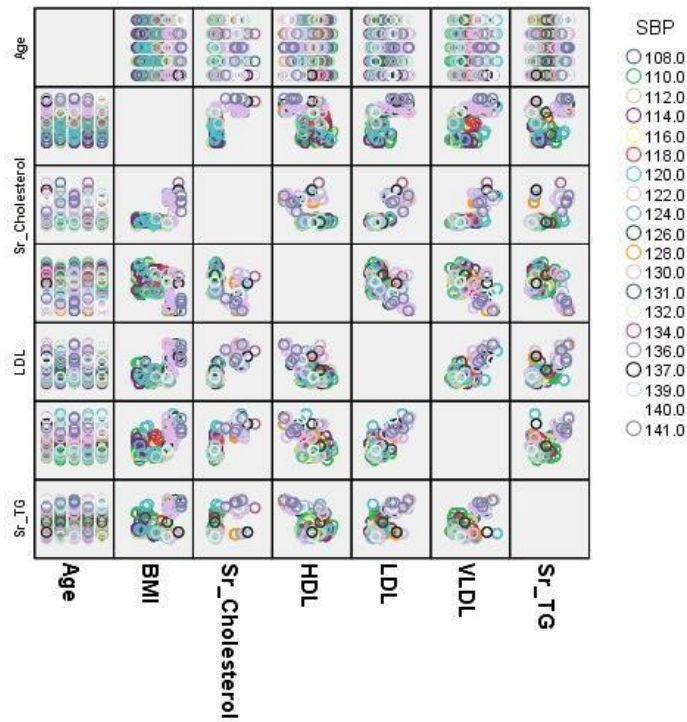 Age
Sr_Cholesterol
LDL
Sr_TG
Age
BMI
Sr_Cholesterol
HDL
LDL
VLDL
Sr_TG
SBP
108.0
110.0
112.0
114.0
116.0
118.0
120.0
122.0
124.0
126.0
128.0
130.0
131.0
132.0
134.0
136.0
137.0
139.0
140.0
141.0